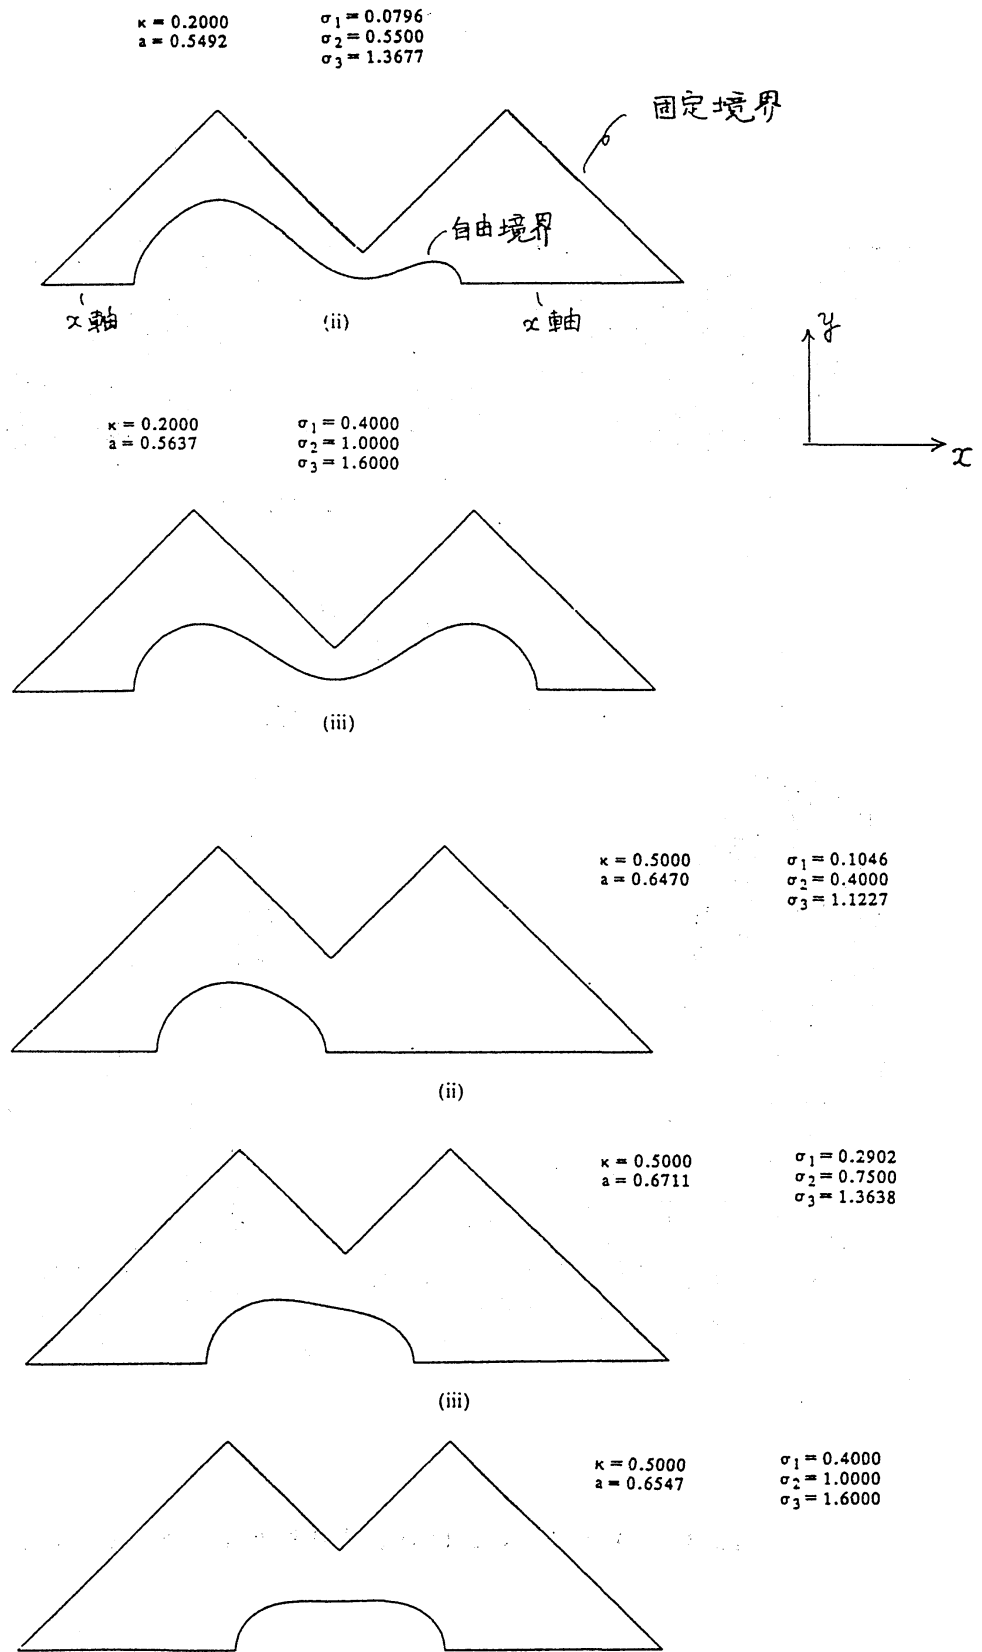 κ = 0.2000
a = 0.5492
σ1 = 0.0796
σ2 = 0.5500
σ3 = 1.3677
固定境界
自由境界
x軸
(ii)
x軸
y
x
κ = 0.2000
a = 0.5637
σ1 = 0.4000
σ2 = 1.0000
σ3 = 1.6000
(iii)
κ = 0.5000
a = 0.6470
σ1 = 0.1046
σ2 = 0.4000
σ3 = 1.1227
(ii)
κ = 0.5000
a = 0.6711
σ1 = 0.2902
σ2 = 0.7500
σ3 = 1.3638
(iii)
κ = 0.5000
a = 0.6547
σ1 = 0.4000
σ2 = 1.0000
σ3 = 1.6000